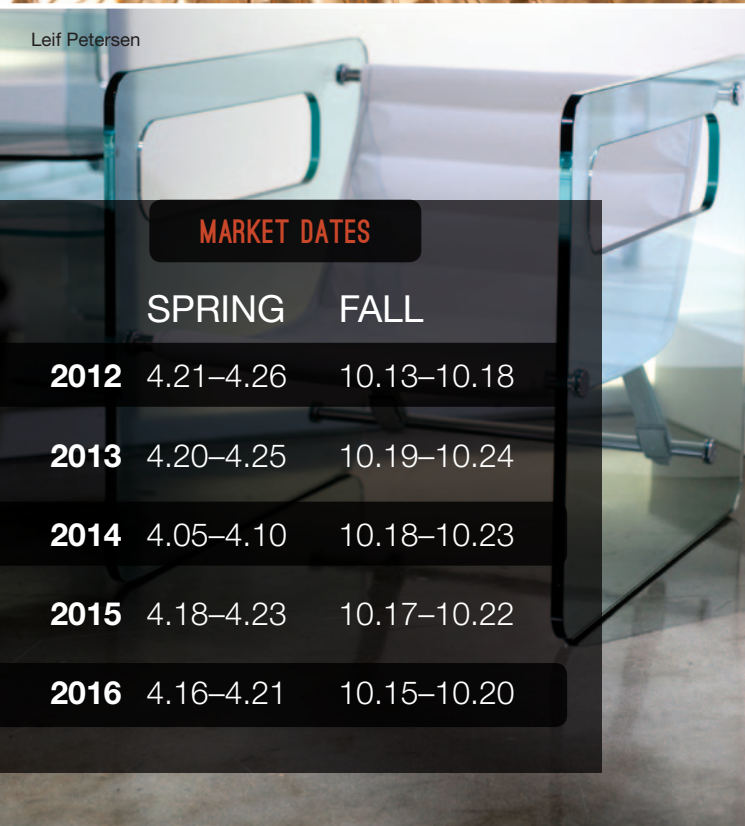 Leif Petersen
MARKET DATES
SPRING FALL
2012 4.21–4.26 10.13–10.18
2013 4.20–4.25 10.19–10.24
2014 4.05–4.10 10.18–10.23
2015 4.18–4.23 10.17–10.22
2016 4.16–4.21 10.15–10.20